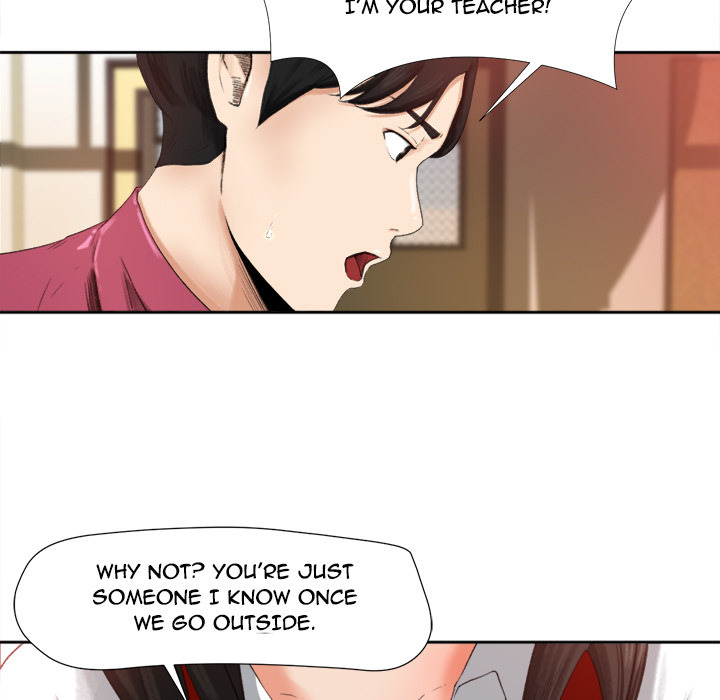 I'M YOUR TEACHER!
WHY NOT? YOU'RE JUST
SOMEONE I KNOW ONCE
WE GO OUTSIDE.